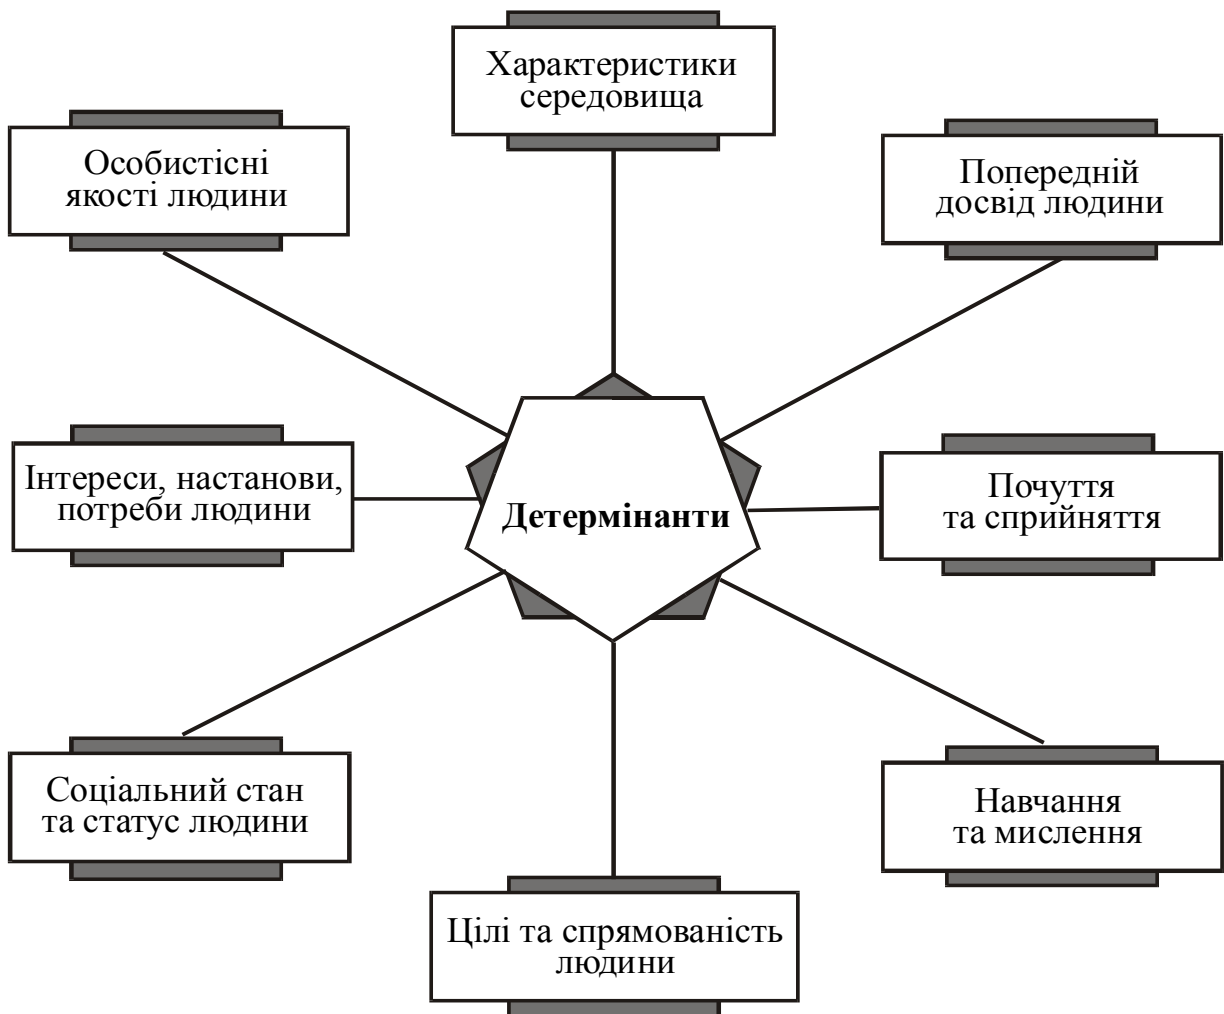 Характеристики
середовища
Особистісні
якості людини
Попередній
досвід людини
Інтереси, настанови,
потреби людини
Детермінанти
Почуття
та сприйняття
Соціальний стан
та статус людини
Навчання
та мислення
Цілі та спрямованість
людини